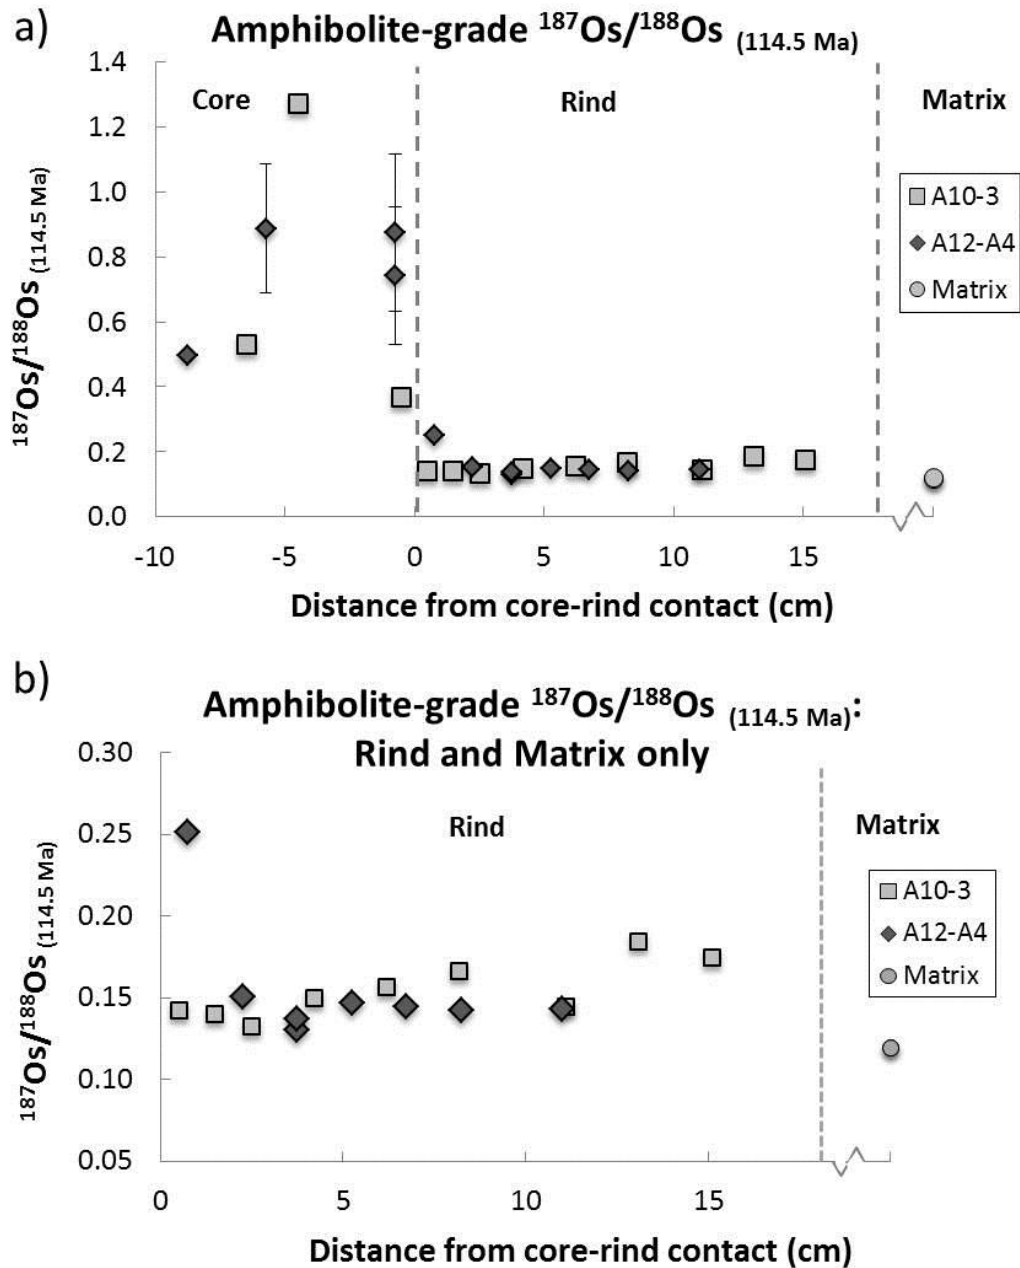 a)
Amphibolite-grade ¹⁸⁷Os/¹⁸⁸Os (114.5 Ma)
1.4
1.2
1.0
0.8
0.6
0.4
0.2
0.0
¹⁸⁷Os/¹⁸⁸Os (114.5 Ma)
Core
Rind
Matrix
A10-3
A12-A4
Matrix
-10
-5
0
5
10
15
Distance from core-rind contact (cm)
b)
Amphibolite-grade ¹⁸⁷Os/¹⁸⁸Os (114.5 Ma):
Rind and Matrix only
0.30
0.25
0.20
0.15
0.10
0.05
¹⁸⁷Os/¹⁸⁸Os (114.5 Ma)
Rind
Matrix
A10-3
A12-A4
Matrix
0
5
10
15
Distance from core-rind contact (cm)